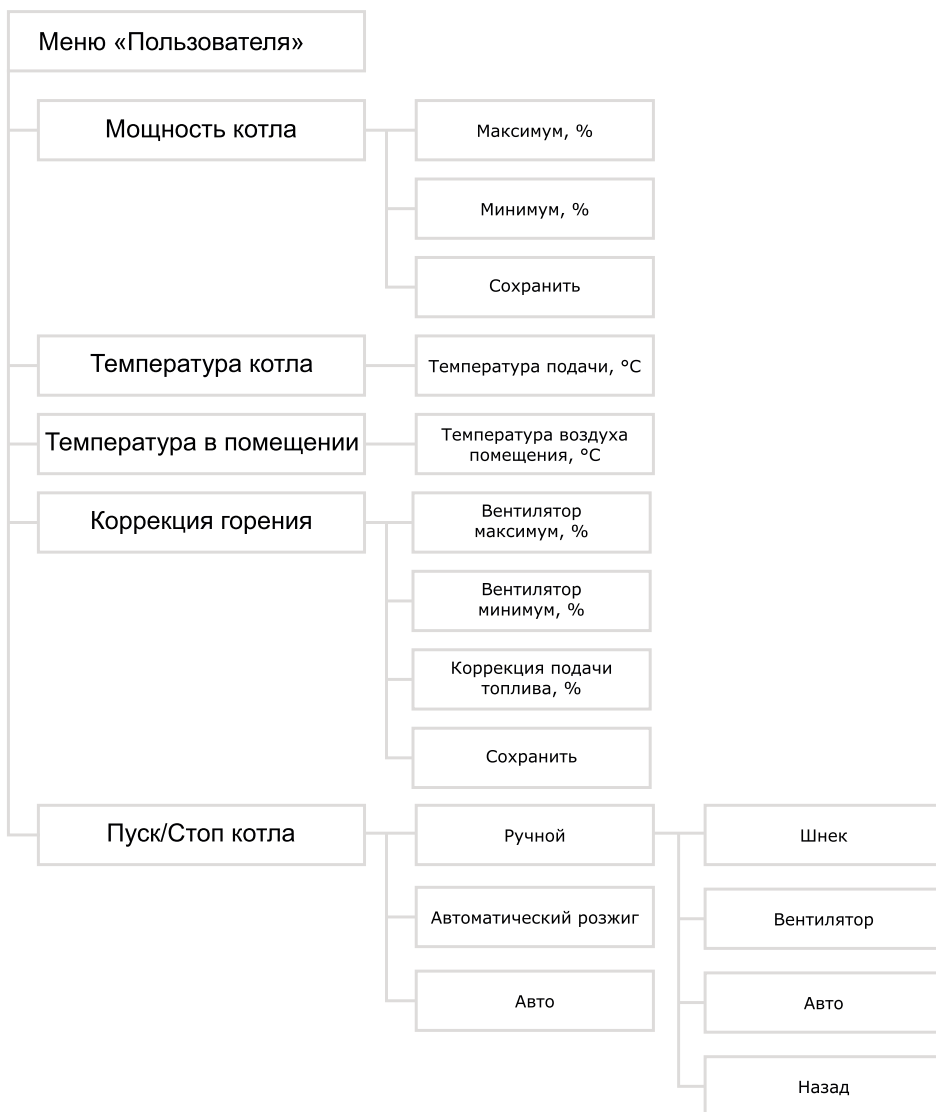 Меню «Пользователя»
Мощность котла
Максимум, %
Минимум, %
Сохранить
Температура котла
Температура подачи, °C
Температура в помещении
Температура воздуха
помещения, °C
Коррекция горения
Вентилятор
максимум, %
Вентилятор
минимум, %
Коррекция подачи
топлива, %
Сохранить
Пуск/Стоп котла
Ручной
Шнек
Автоматический розжиг
Вентилятор
Авто
Авто
Назад